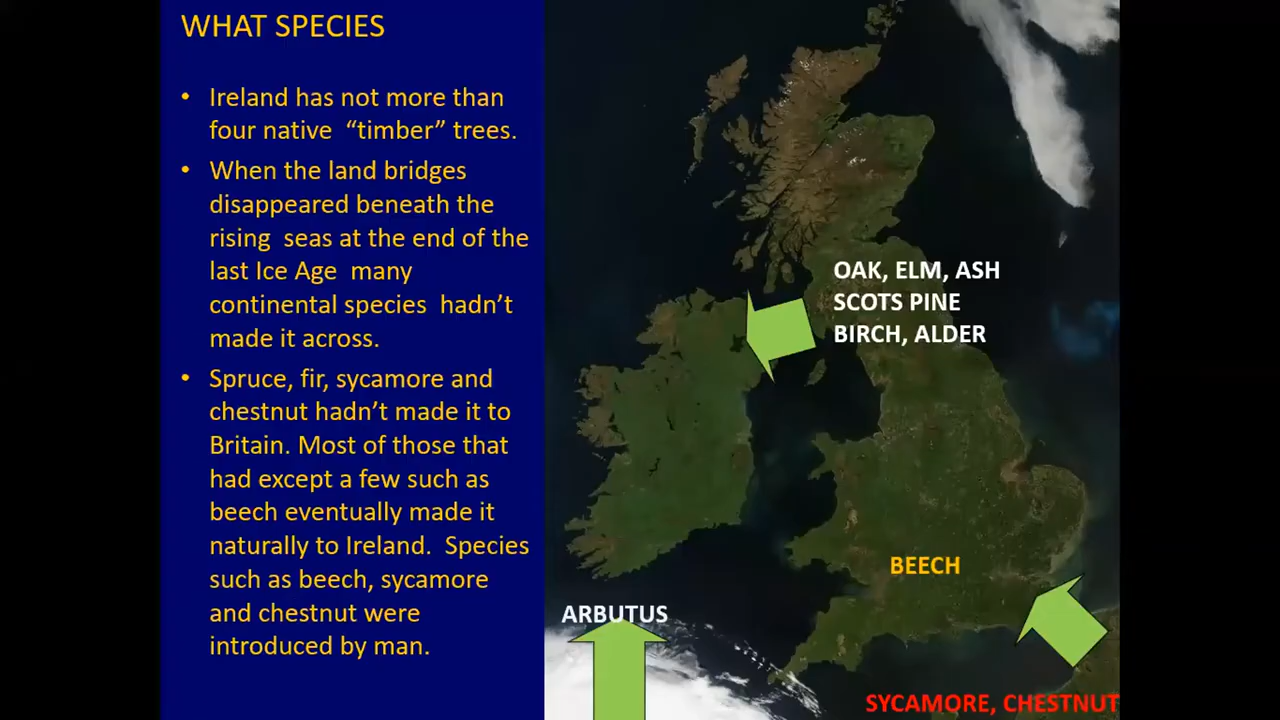 WHAT SPECIES
• Ireland has not more than
four native “timber” trees.
• When the land bridges
disappeared beneath the
rising seas at the end of the
last Ice Age many
continental species hadn’t
made it across.
• Spruce, fir, sycamore and
chestnut hadn’t made it to
Britain. Most of those that
had except a few such as
beech eventually made it
naturally to Ireland. Species
such as beech, sycamore
and chestnut were
introduced by man.
OAK, ELM, ASH
SCOTS PINE
BIRCH, ALDER
BEECH
ARBUTUS
SYCAMORE, CHESTNUT